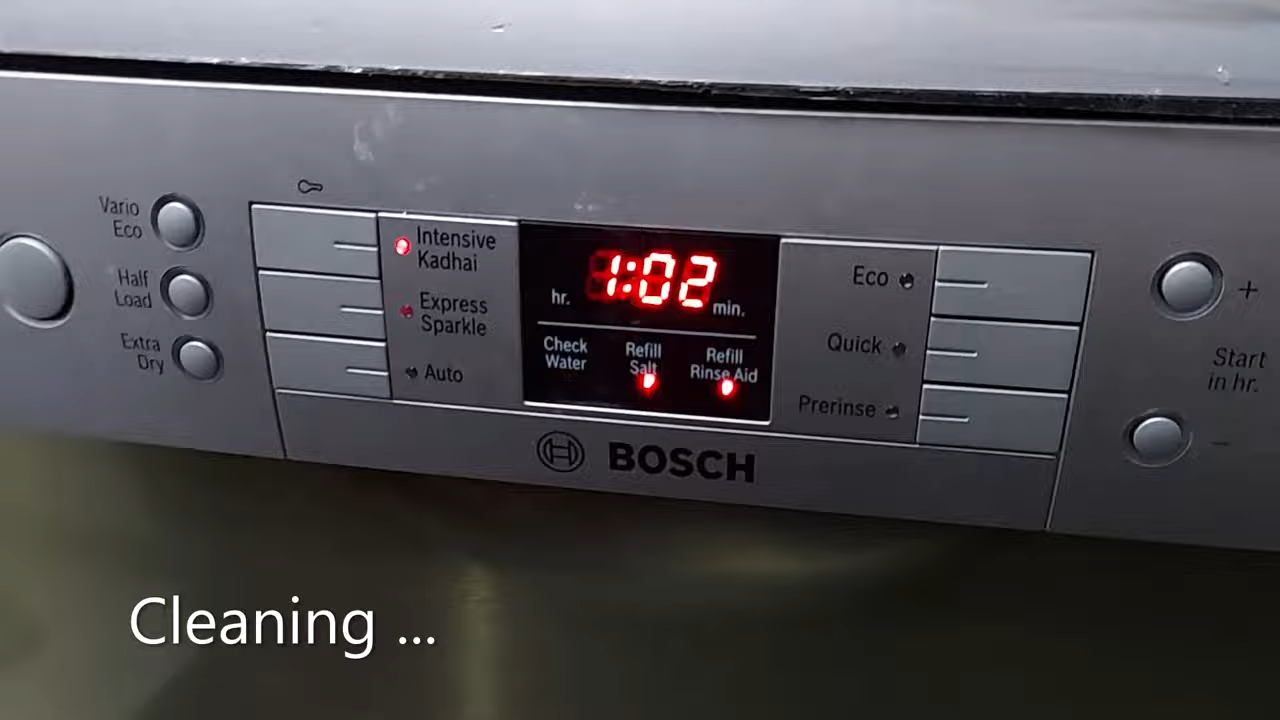 Vario
Eco
Half
Load
Extra
Dry
Intensive
Kadhai
Express
Sparkle
Auto
1:02
hr.
min.
Check
Water
Refill
Salt
Refill
Rinse Aid
Eco
Quick
Prerinse
+
Start
in hr.
-
BOSCH
Cleaning ...